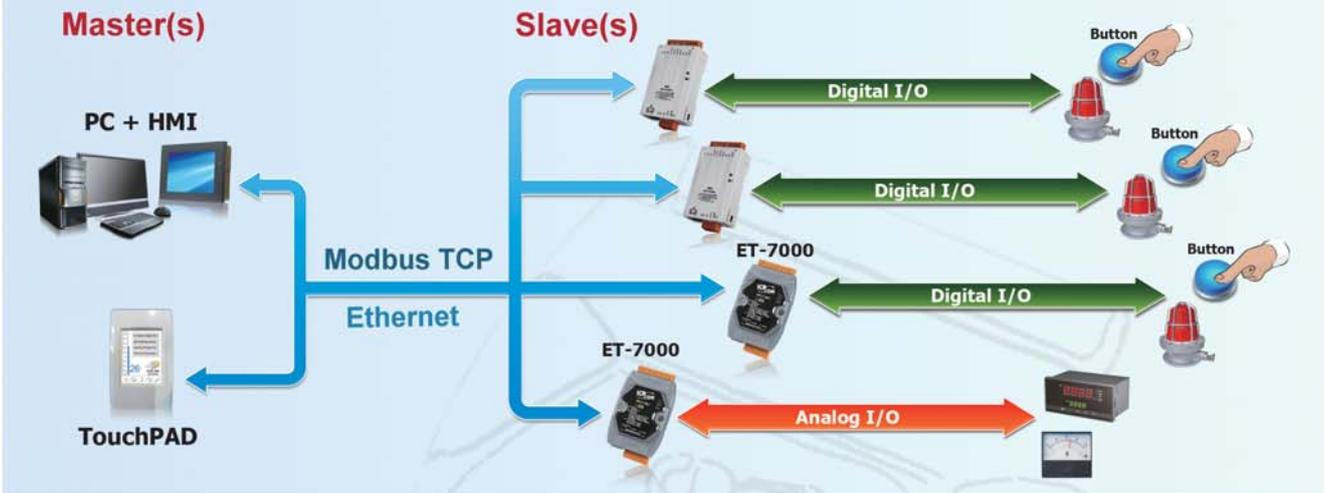 Master(s)
Slave(s)
Button
Digital I/O
PC + HMI
Button
Digital I/O
ET-7000
Button
Modbus TCP
Digital I/O
Ethernet
ET-7000
Analog I/O
TouchPAD